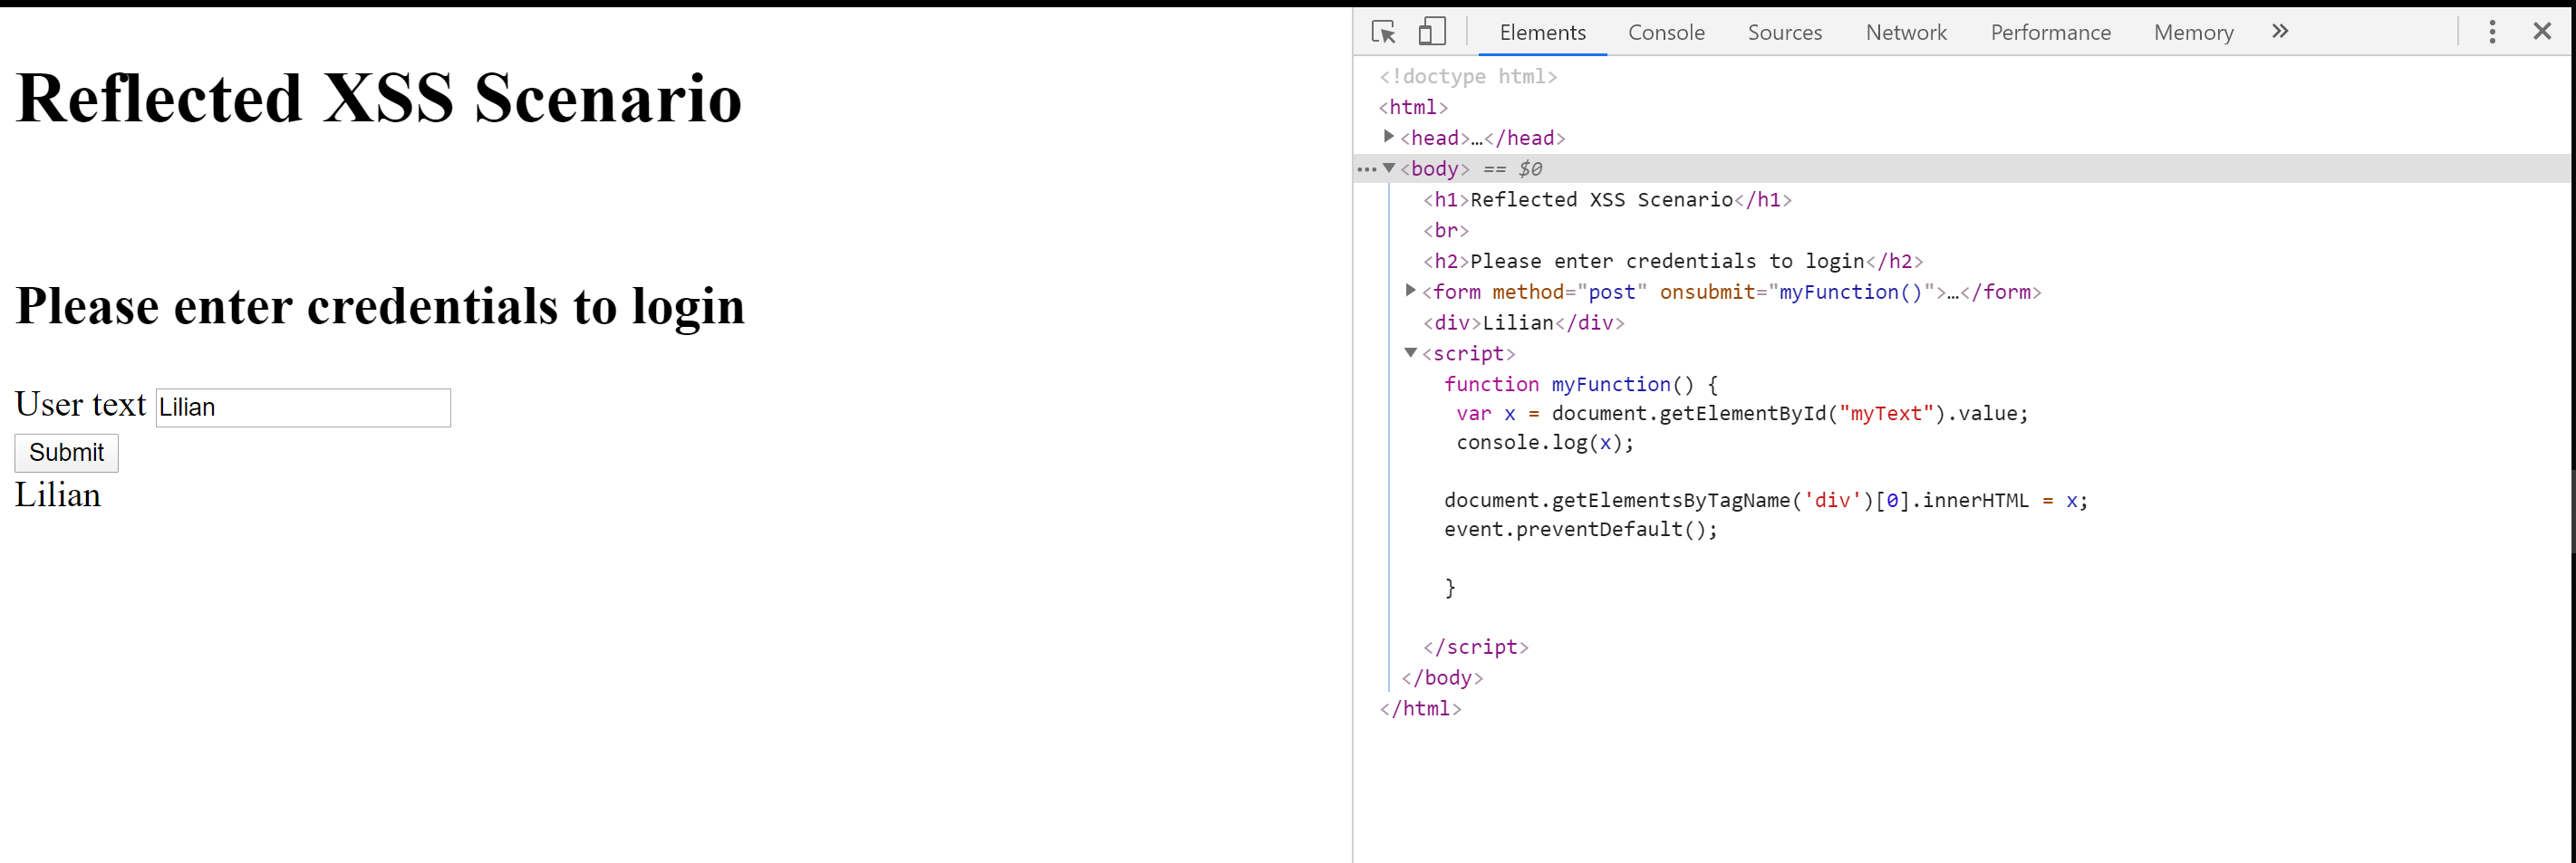 Reflected XSS Scenario
Please enter credentials to login
User text Lilian
Submit
Lilian
Elements Console Sources Network Performance Memory »
<!doctype html>
<html>
<head>…</head>
<body> == $0
<h1>Reflected XSS Scenario</h1>
<br>
<h2>Please enter credentials to login</h2>
<form method="post" onsubmit="myFunction()">…</form>
<div>Lilian</div>
<script>
function myFunction() {
var x = document.getElementById("myText").value;
console.log(x);
document.getElementsByTagName('div')[0].innerHTML = x;
event.preventDefault();
}
</script>
</body>
</html>